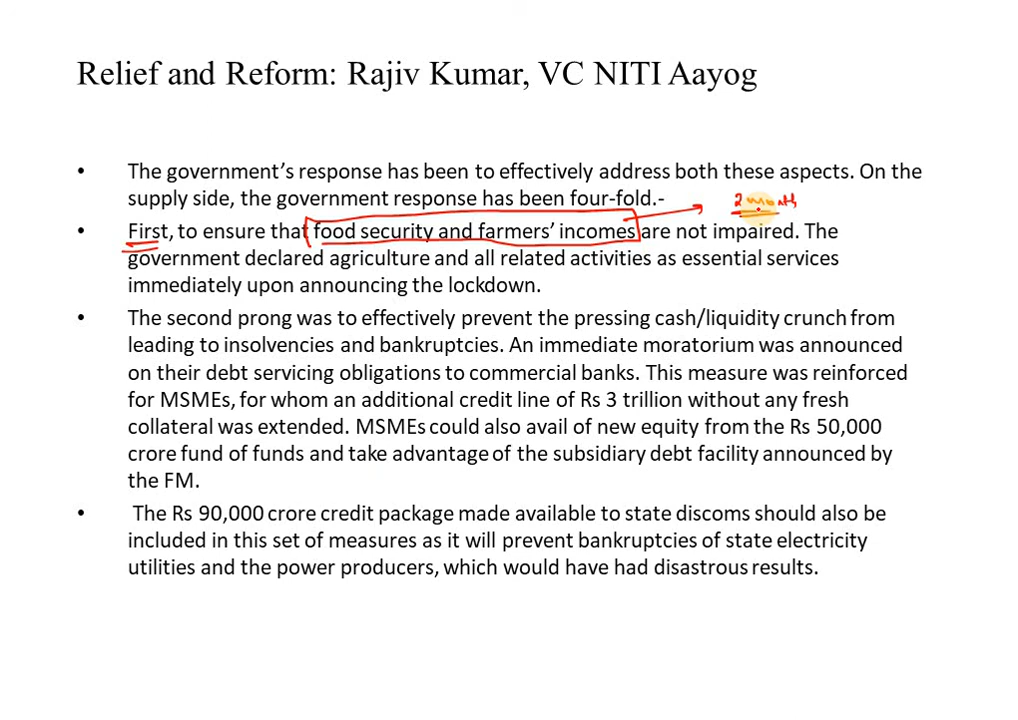 Relief and Reform: Rajiv Kumar, VC NITI Aayog
• The government’s response has been to effectively address both these aspects. On the
supply side, the government response has been four-fold.-
2 month
• First, to ensure that food security and farmers’ incomes are not impaired. The
government declared agriculture and all related activities as essential services
immediately upon announcing the lockdown.
• The second prong was to effectively prevent the pressing cash/liquidity crunch from
leading to insolvencies and bankruptcies. An immediate moratorium was announced
on their debt servicing obligations to commercial banks. This measure was reinforced
for MSMEs, for whom an additional credit line of Rs 3 trillion without any fresh
collateral was extended. MSMEs could also avail of new equity from the Rs 50,000
crore fund of funds and take advantage of the subsidiary debt facility announced by
the FM.
• The Rs 90,000 crore credit package made available to state discoms should also be
included in this set of measures as it will prevent bankruptcies of state electricity
utilities and the power producers, which would have had disastrous results.